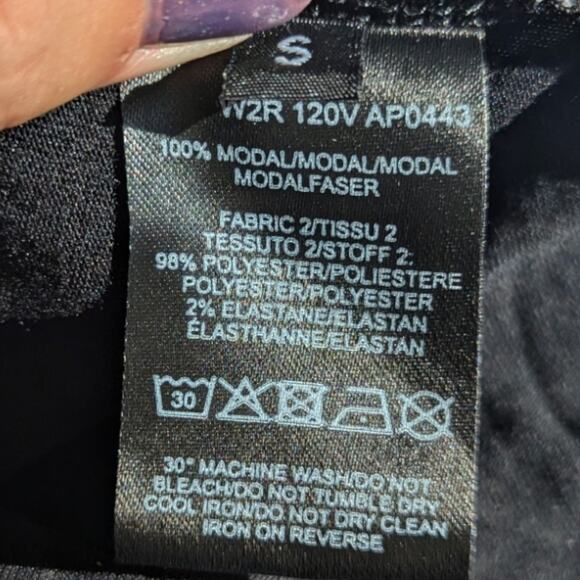 S
W2R 120V AP0443
100% MODAL/MODAL/MODAL
MODALFASER
FABRIC 2/TISSU 2
TESSUTO 2/STOFF 2:
98% POLYESTER/POLIESTERE
POLYESTER/POLYESTER
2% ELASTANE/ELASTAN
ÉLASTHANNE/ELASTAN
30
30° MACHINE WASH/DO NOT
BLEACH/DO NOT TUMBLE DRY
COOL IRON/DO NOT DRY CLEAN
IRON ON REVERSE